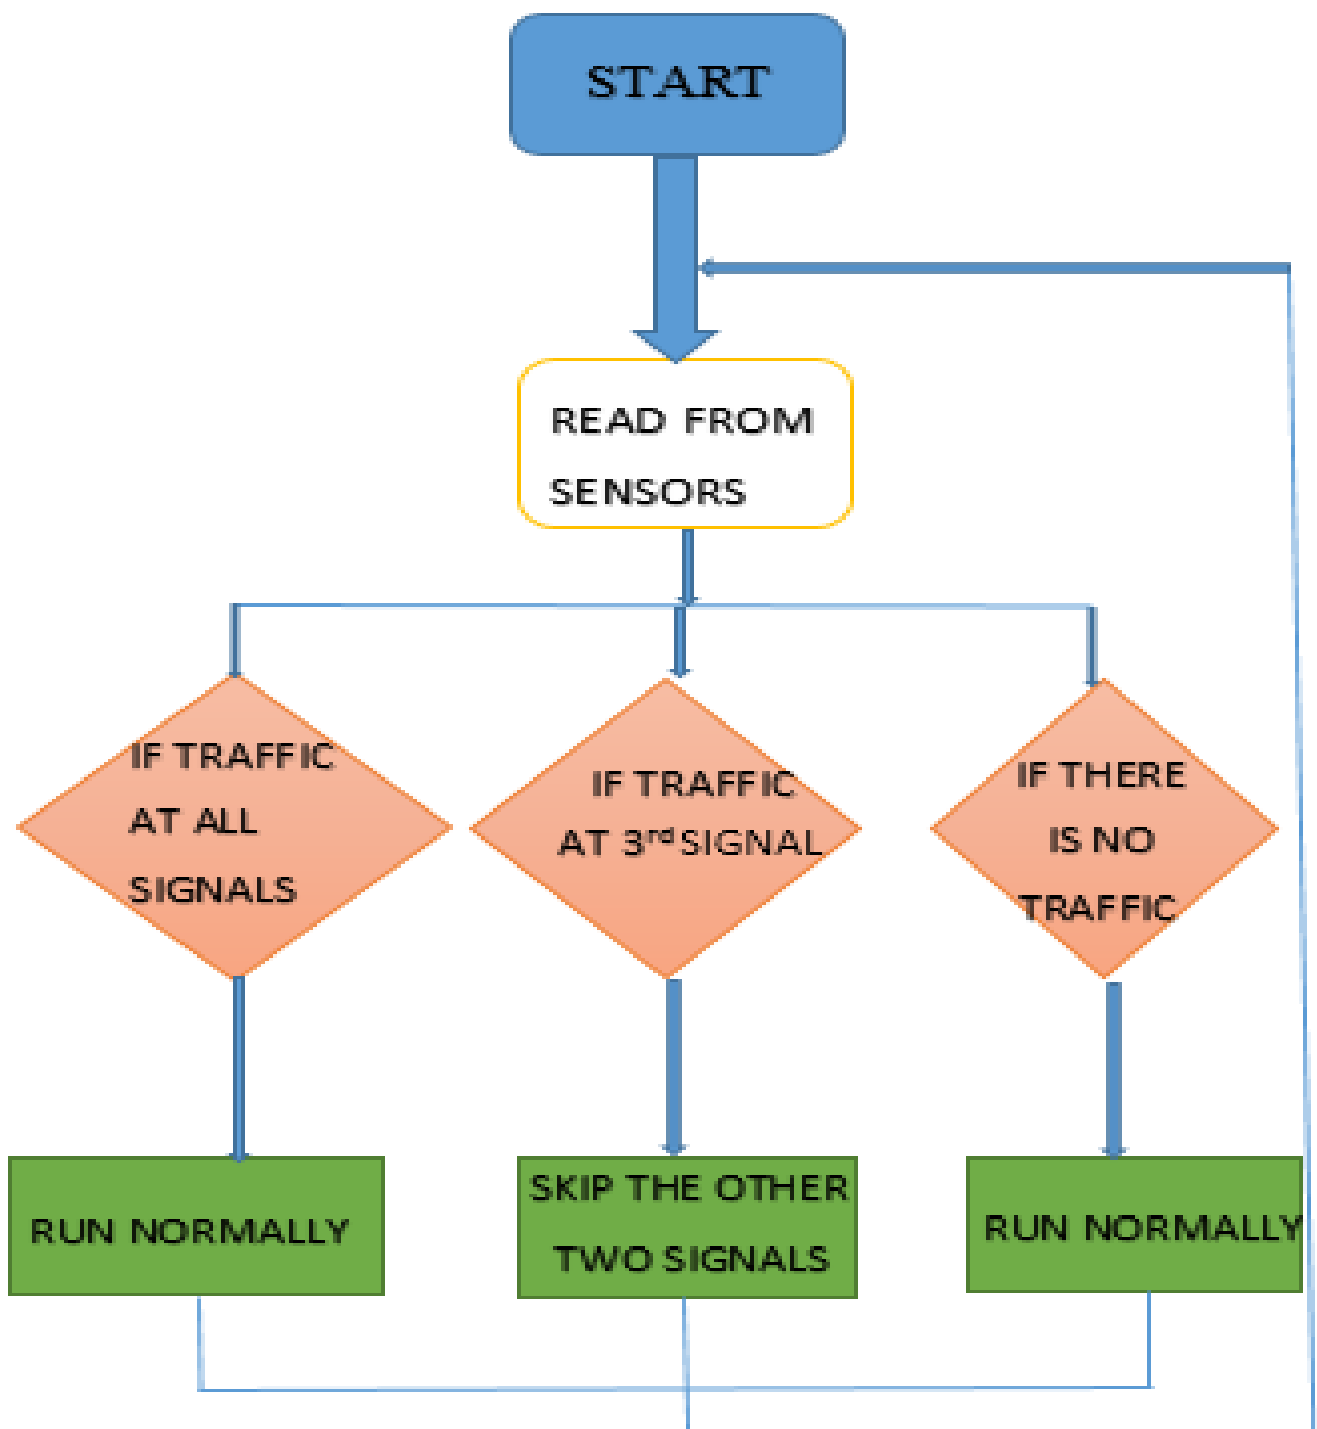 START
READ FROM
SENSORS
IF TRAFFIC
AT ALL
SIGNALS
IF TRAFFIC
AT 3rd SIGNAL
IF THERE
IS NO
TRAFFIC
RUN NORMALLY
SKIP THE OTHER
TWO SIGNALS
RUN NORMALLY